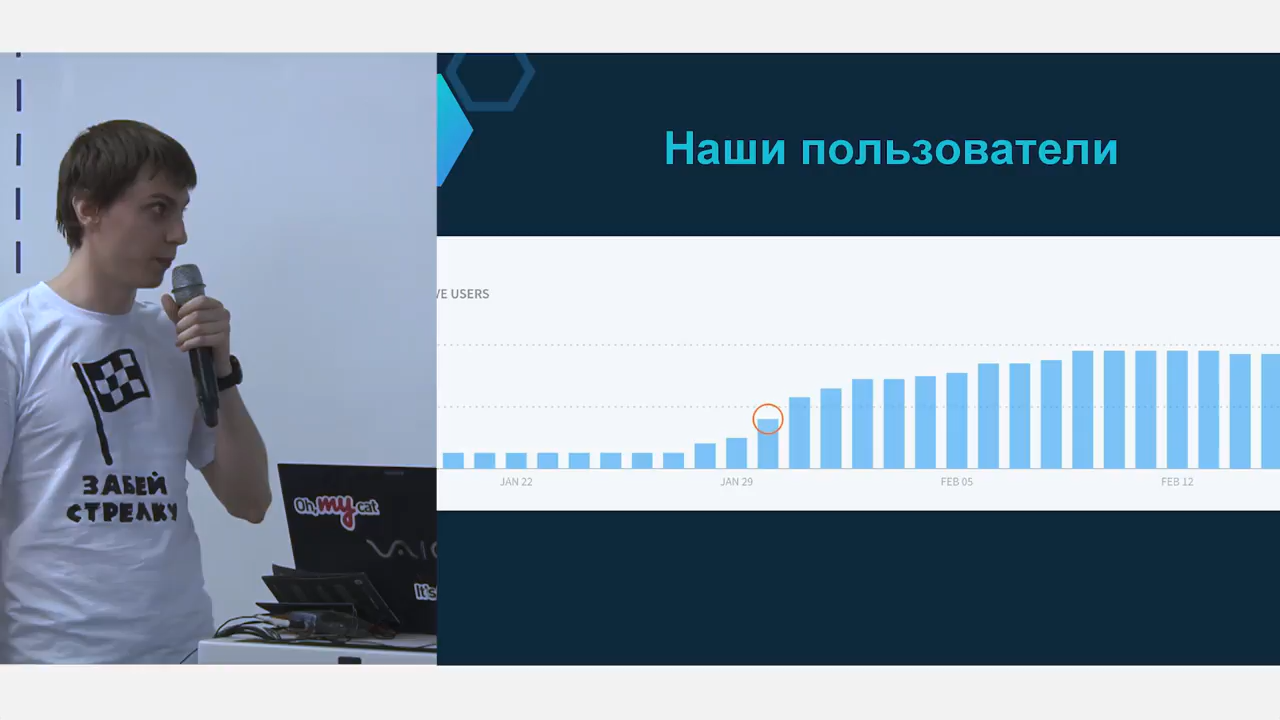 Наши пользователи
VE USERS
JAN 22
JAN 29
FEB 05
FEB 12
ЗАБЕЙ
СТРЕЛКУ
Oh, my cat
VAIO
It's